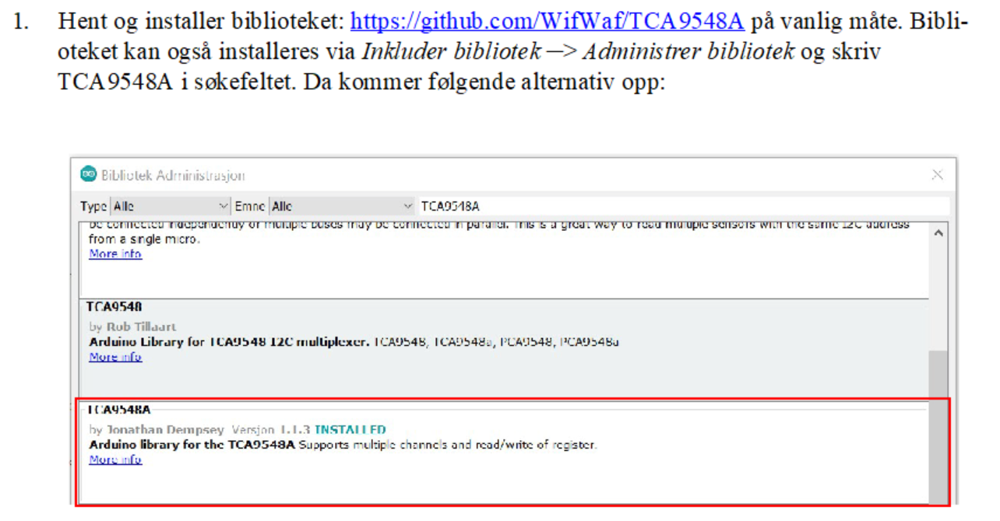 1. Hent og installer biblioteket: https://github.com/WifWaf/TCA9548A på vanlig måte. Bibli-
oteket kan også installeres via Inkluder bibliotek —> Administrer bibliotek og skriv
TCA9548A i søkefeltet. Da kommer følgende alternativ opp:
Bibliotek Administrasjon
Type Alle Emne Alle TCA9548A
be connected independently or multiple buses may be connected in parallel. This is a great way to read multiple sensors with the same I2C address
from a single micro.
More info
TCA9548
by Rob Tillaart
Arduino Library for TCA9548 I2C multiplexer. TCA9548, TCA9548a, PCA9548, PCA9548a
More info
TCA9548A
by Jonathan Dempsey Versjon 1.1.3 INSTALLED
Arduino library for the TCA9548A Supports multiple channels and read/write of register.
More info